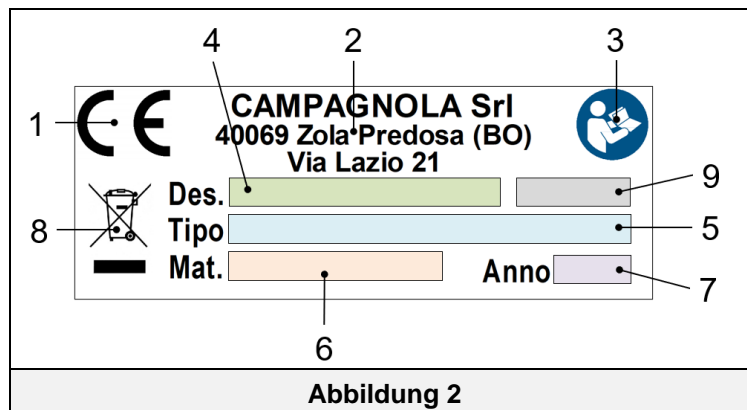 4 2 3
1 CE CAMPAGNOLA Srl
40069 Zola Predosa (BO)
Via Lazio 21
Des. 9
8 Tipo 5
Mat. Anno 7
6
Abbildung 2